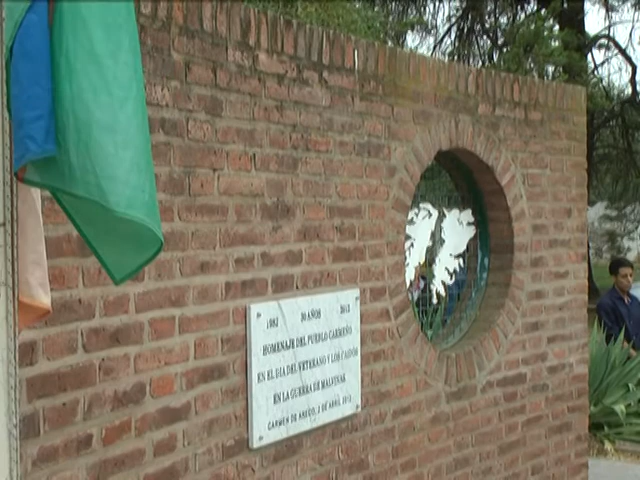 1982 30 AÑOS 2012
HOMENAJE DEL PUEBLO CARMEÑO
EN EL DIA DEL VETERANO Y LOS CAIDOS
EN LA GUERRA DE MALVINAS
CARMEN DE ARECO, 2 DE ABRIL 2012